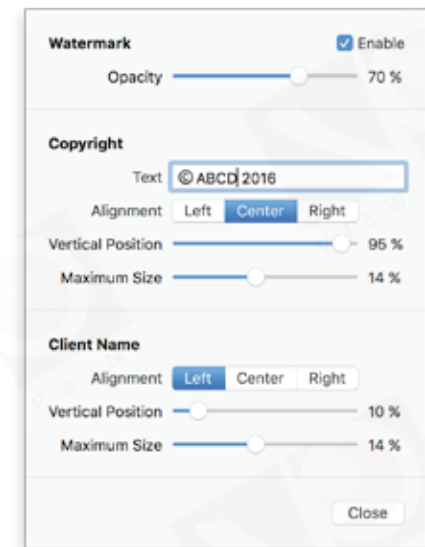 Watermark Enable
Opacity 70 %
Copyright
Text © ABCD 2016
Alignment Left Center Right
Vertical Position 95 %
Maximum Size 14 %
Client Name
Alignment Left Center Right
Vertical Position 10 %
Maximum Size 14 %
Close